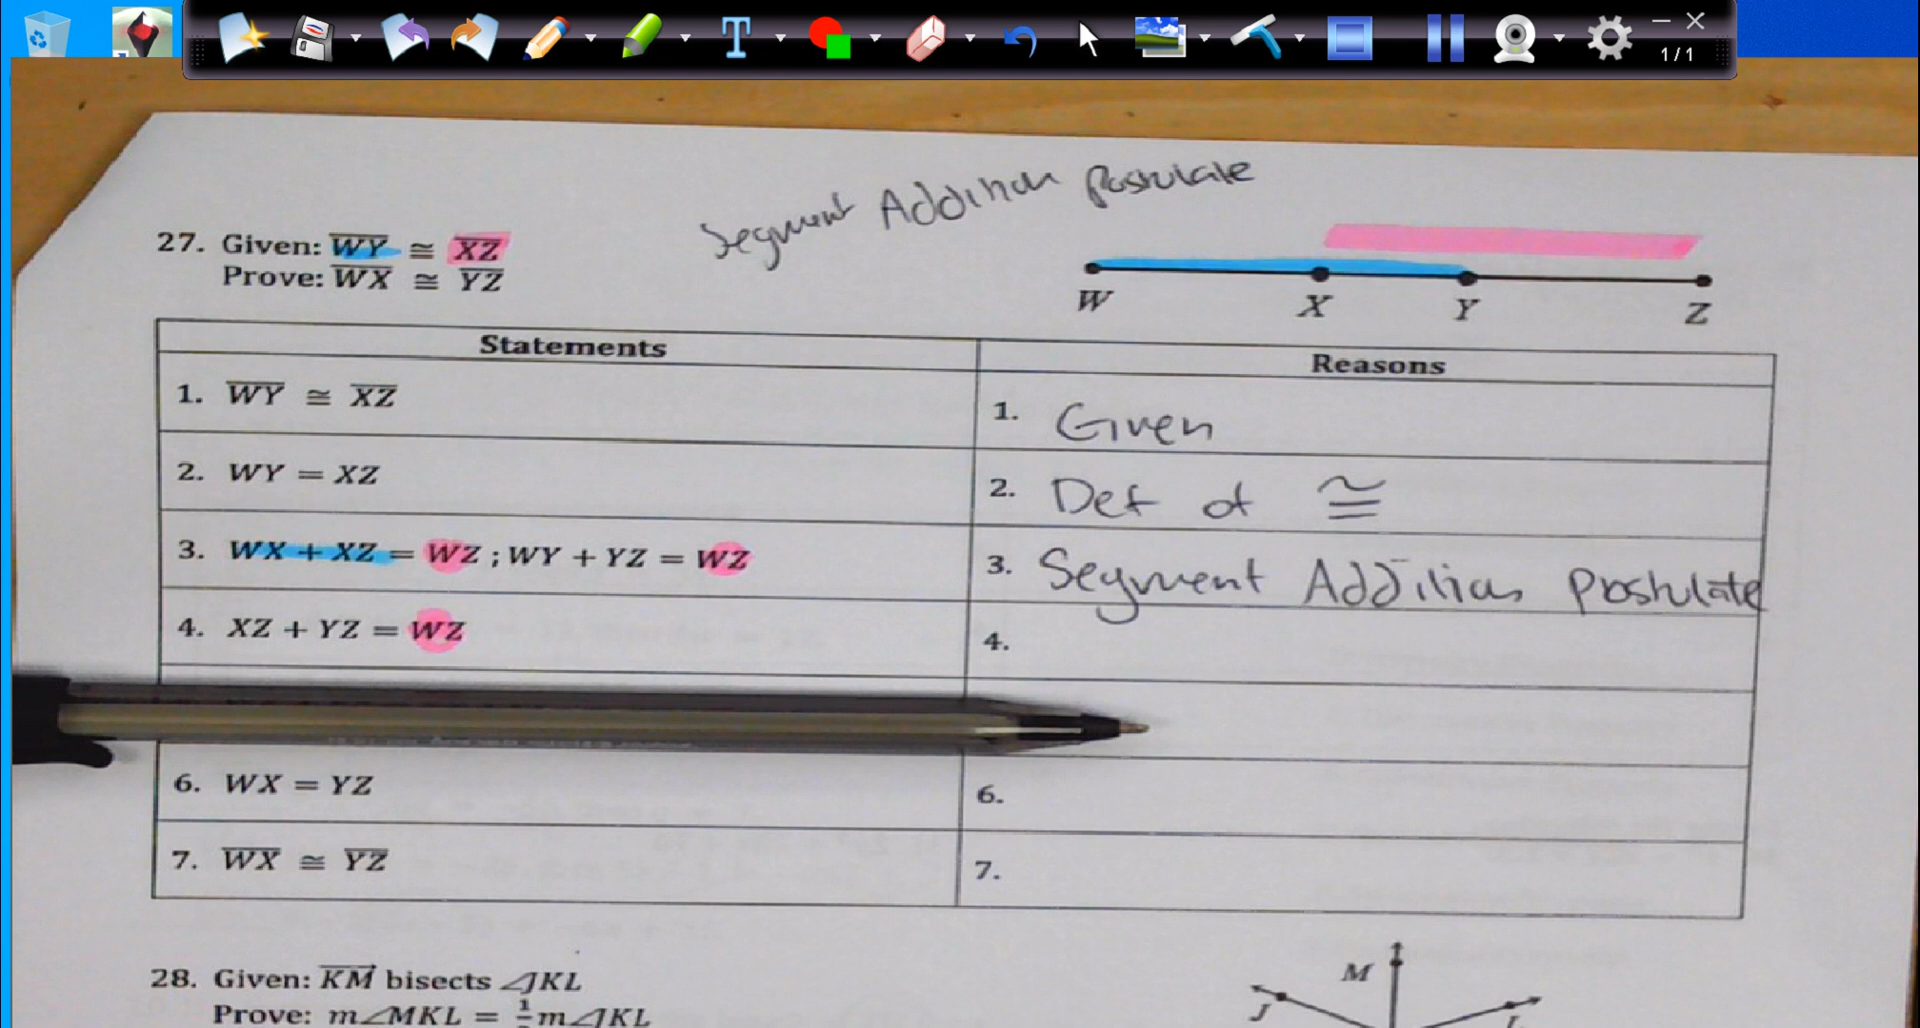 1/1
Segment Addition Postulate
27. Given: WY ≅ XZ
Prove: WX ≅ YZ
W X Y Z
Statements Reasons
1. WY ≅ XZ 1. Given
2. WY = XZ 2. Def of ≅
3. WX + XZ = WZ ; WY + YZ = WZ 3. Segment Addition Postulate
4. XZ + YZ = WZ 4.
6. WX = YZ 6.
7. WX ≅ YZ 7.
28. Given: KM bisects ∠JKL
Prove: m∠MKL = ½m∠JKL
M
J L